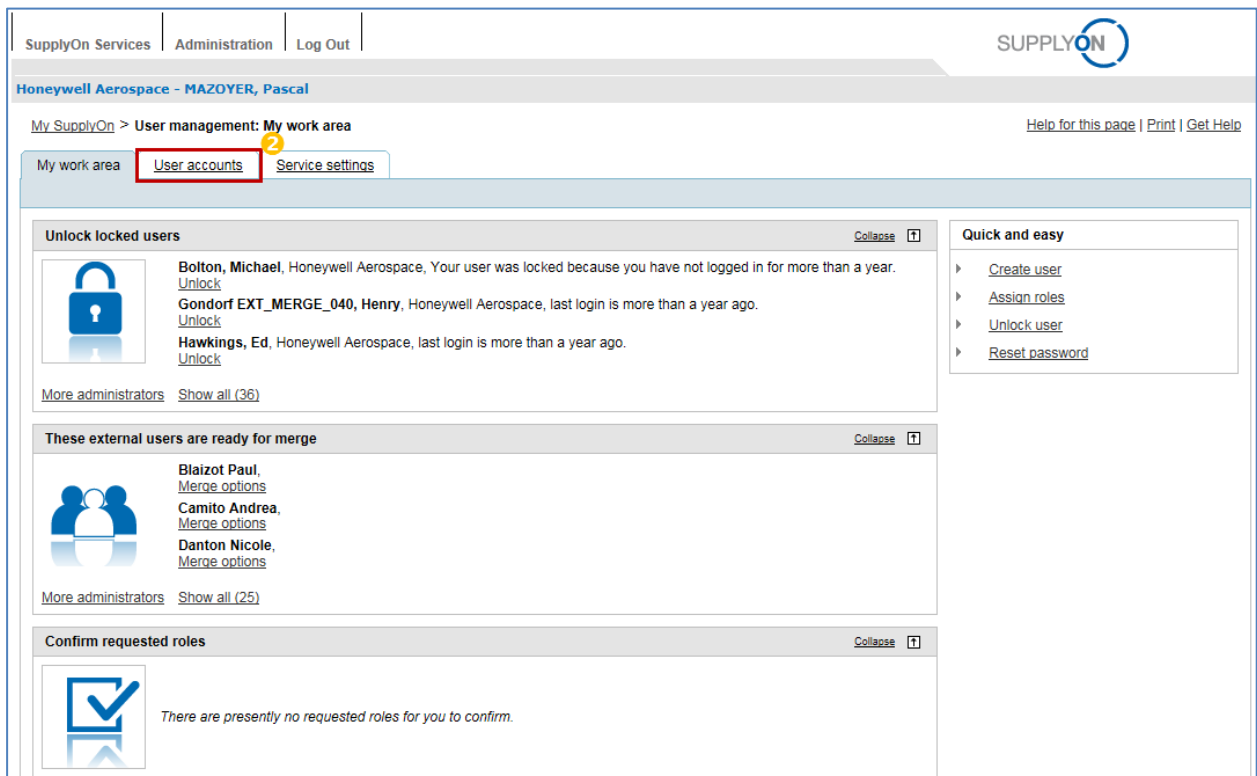 SupplyOn Services Administration Log Out
SUPPLYON
Honeywell Aerospace - MAZOYER, Pascal
My SupplyOn > User management: My work area
Help for this page | Print | Get Help
2
My work area User accounts Service settings
Unlock locked users Collapse
Bolton, Michael, Honeywell Aerospace, Your user was locked because you have not logged in for more than a year.
Unlock
Gondorf EXT_MERGE_040, Henry, Honeywell Aerospace, last login is more than a year ago.
Unlock
Hawkings, Ed, Honeywell Aerospace, last login is more than a year ago.
Unlock
More administrators Show all (36)
Quick and easy
Create user
Assign roles
Unlock user
Reset password
These external users are ready for merge Collapse
Blaizot Paul,
Merge options
Camito Andrea,
Merge options
Danton Nicole,
Merge options
More administrators Show all (25)
Confirm requested roles Collapse
There are presently no requested roles for you to confirm.